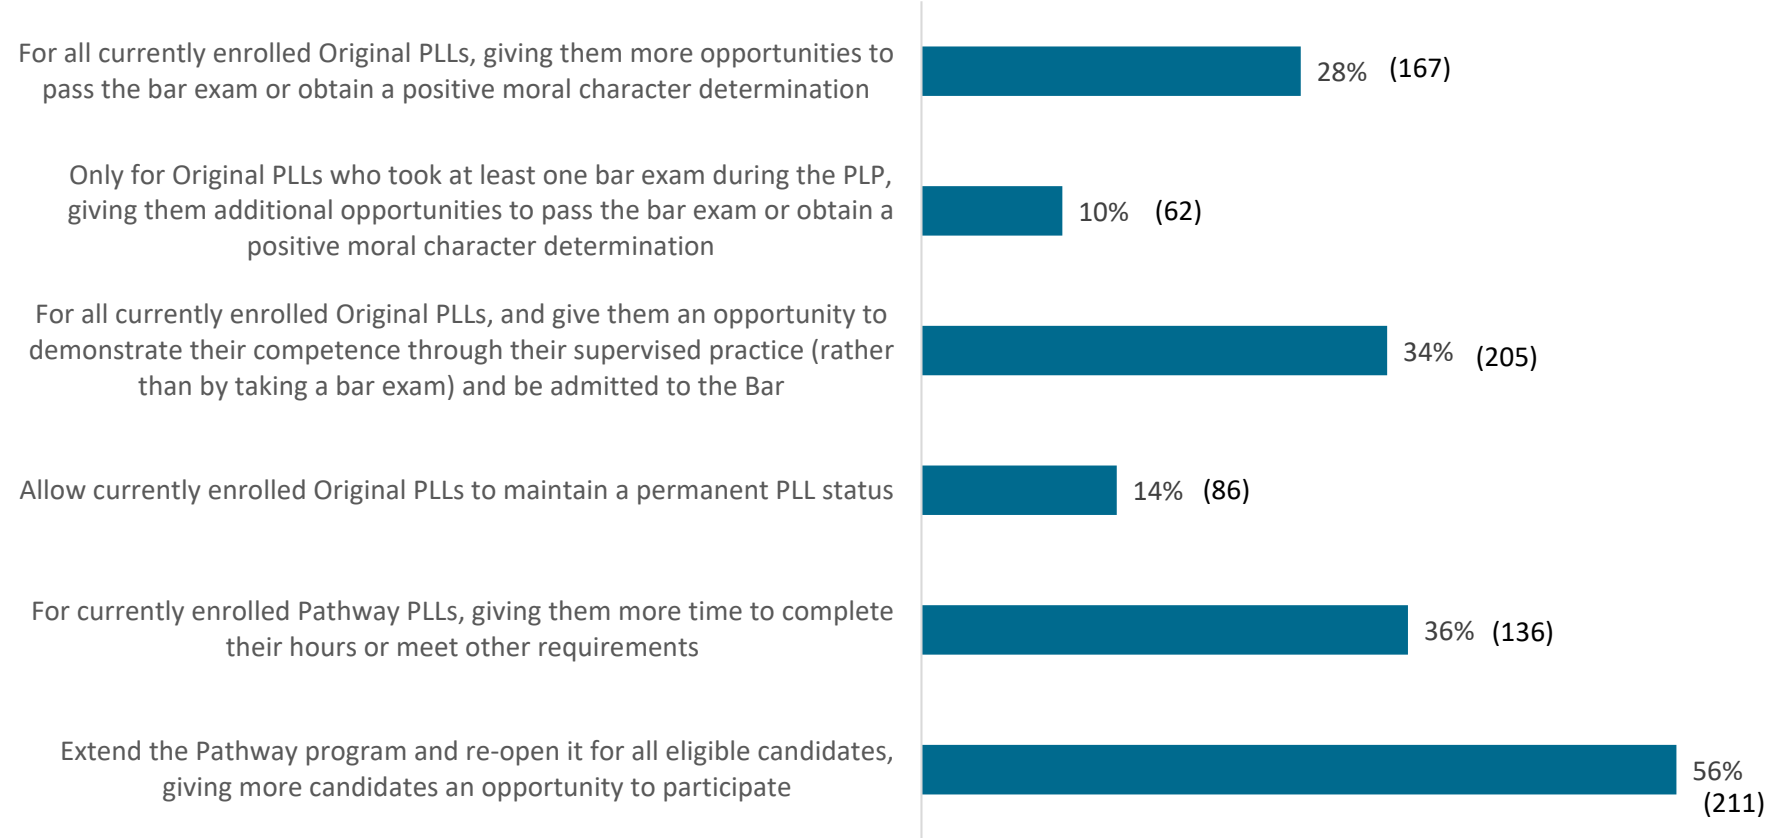 For all currently enrolled Original PLLs, giving them more opportunities to
pass the bar exam or obtain a positive moral character determination
28% (167)
Only for Original PLLs who took at least one bar exam during the PLP,
giving them additional opportunities to pass the bar exam or obtain a
positive moral character determination
10% (62)
For all currently enrolled Original PLLs, and give them an opportunity to
demonstrate their competence through their supervised practice (rather
than by taking a bar exam) and be admitted to the Bar
34% (205)
Allow currently enrolled Original PLLs to maintain a permanent PLL status
14% (86)
For currently enrolled Pathway PLLs, giving them more time to complete
their hours or meet other requirements
36% (136)
Extend the Pathway program and re-open it for all eligible candidates,
giving more candidates an opportunity to participate
56%
(211)